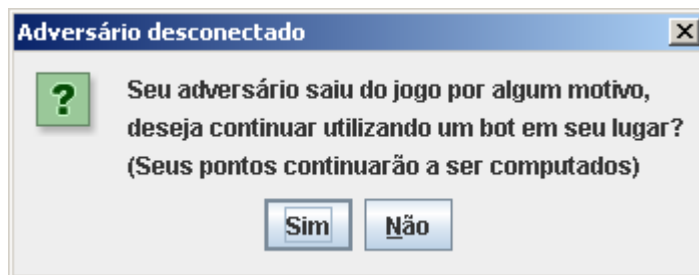 Adversário desconectado
Seu adversário saiu do jogo por algum motivo,
deseja continuar utilizando um bot em seu lugar?
(Seus pontos continuarão a ser computados)
Sim Não